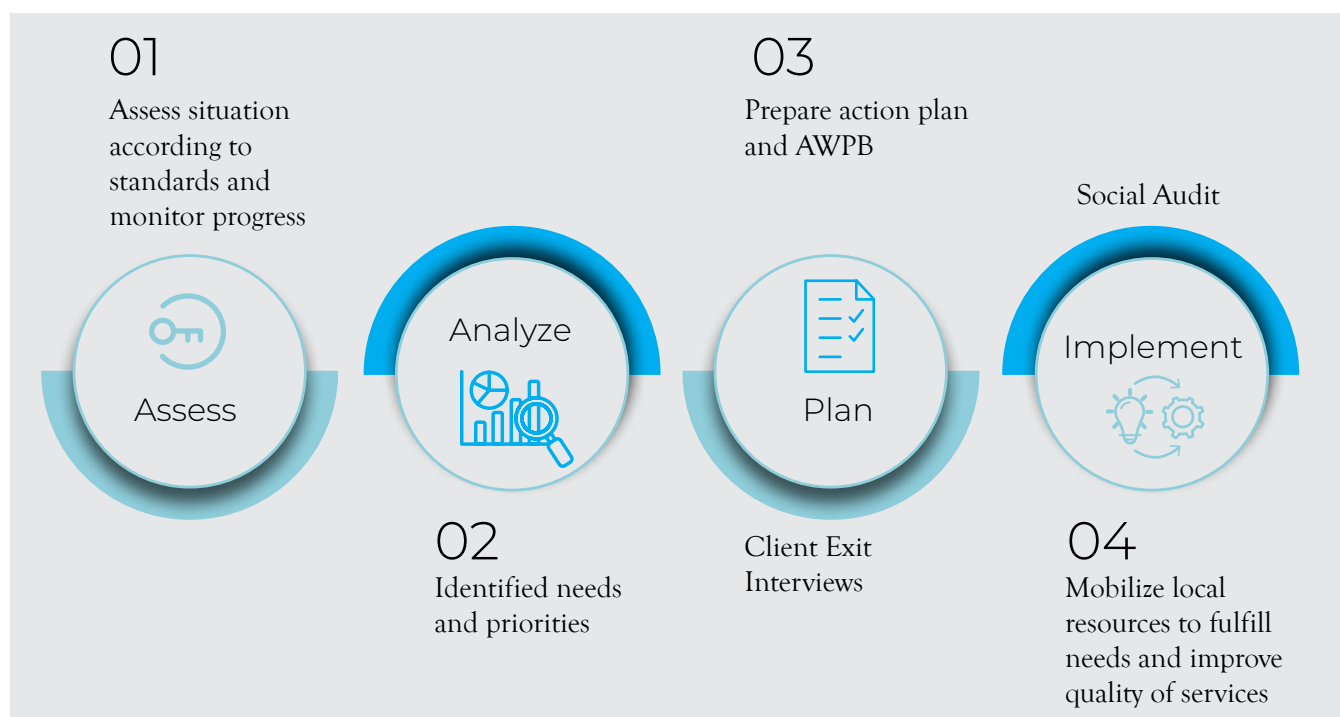 01
Assess situation
according to
standards and
monitor progress
Assess
Analyze
02
Identified needs
and priorities
03
Prepare action plan
and AWPB
Plan
Client Exit
Interviews
Social Audit
Implement
04
Mobilize local
resources to fulfill
needs and improve
quality of services